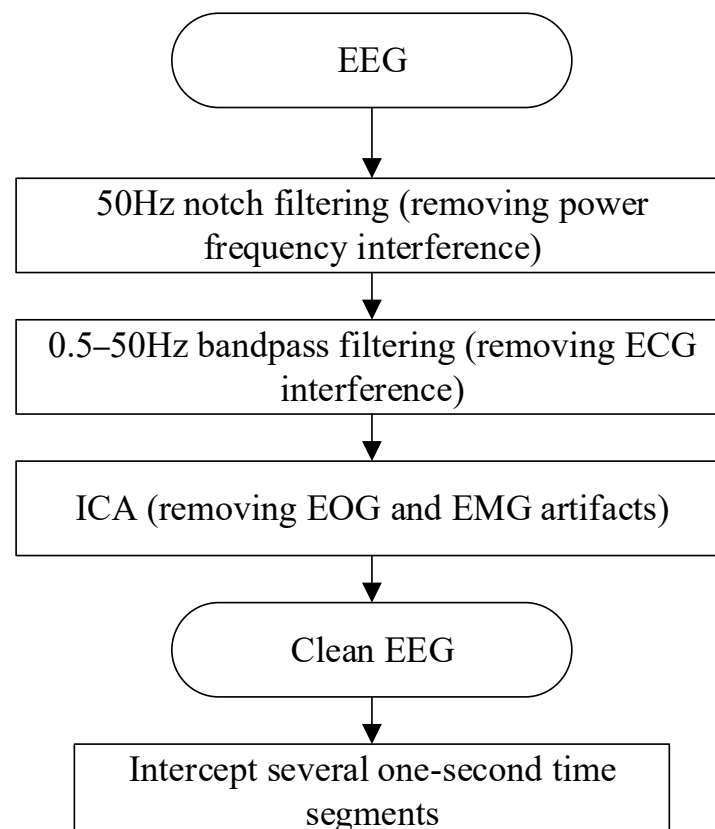 EEG
50Hz notch filtering (removing power
frequency interference)
0.5–50Hz bandpass filtering (removing ECG
interference)
ICA (removing EOG and EMG artifacts)
Clean EEG
Intercept several one-second time
segments